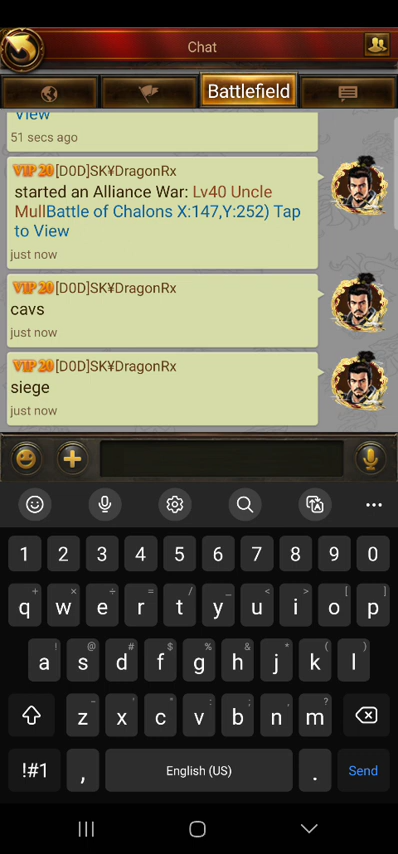 Chat
Battlefield
View
51 secs ago
VIP 20 [D0D]SK¥DragonRx
started an Alliance War: Lv40 Uncle
MullBattle of Chalons X:147,Y:252) Tap
to View
just now
VIP 20 [D0D]SK¥DragonRx
cavs
just now
VIP 20 [D0D]SK¥DragonRx
siege
just now
1 2 3 4 5 6 7 8 9 0
+ × ÷ = / _ < > [ ]
q w e r t y u i o p
! @ # $ % & * ( )
a s d f g h j k l
- ' " : ; , ?
z x c v b n m
!#1 , English (US) . Send